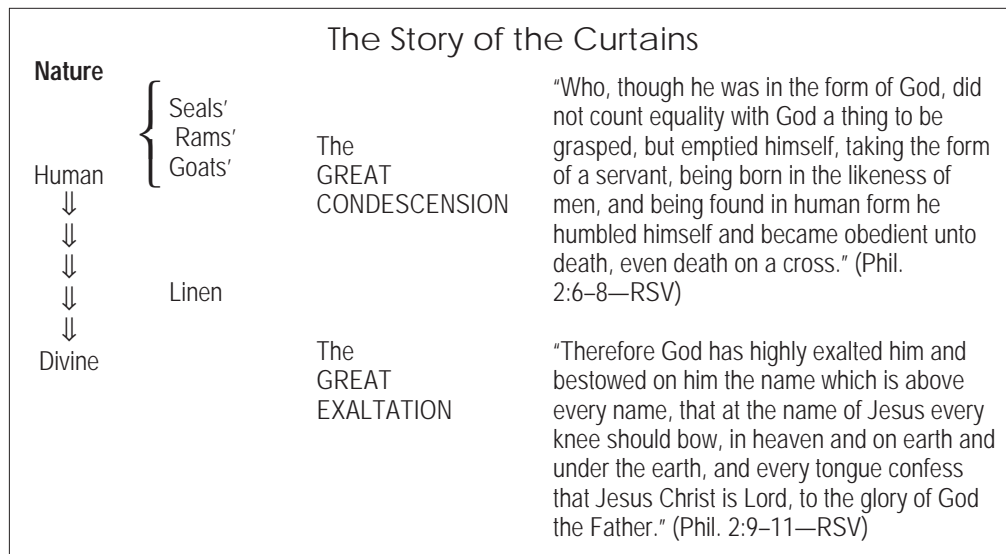 The Story of the Curtains
Nature
Seals’
Rams’
Goats’
Human
⇓
⇓
⇓
⇓
⇓
Divine
Linen
The
GREAT
CONDESCENSION
“Who, though he was in the form of God, did
not count equality with God a thing to be
grasped, but emptied himself, taking the form
of a servant, being born in the likeness of
men, and being found in human form he
humbled himself and became obedient unto
death, even death on a cross.” (Phil.
2:6–8—RSV)
The
GREAT
EXALTATION
“Therefore God has highly exalted him and
bestowed on him the name which is above
every name, that at the name of Jesus every
knee should bow, in heaven and on earth and
under the earth, and every tongue confess
that Jesus Christ is Lord, to the glory of God
the Father.” (Phil. 2:9–11—RSV)